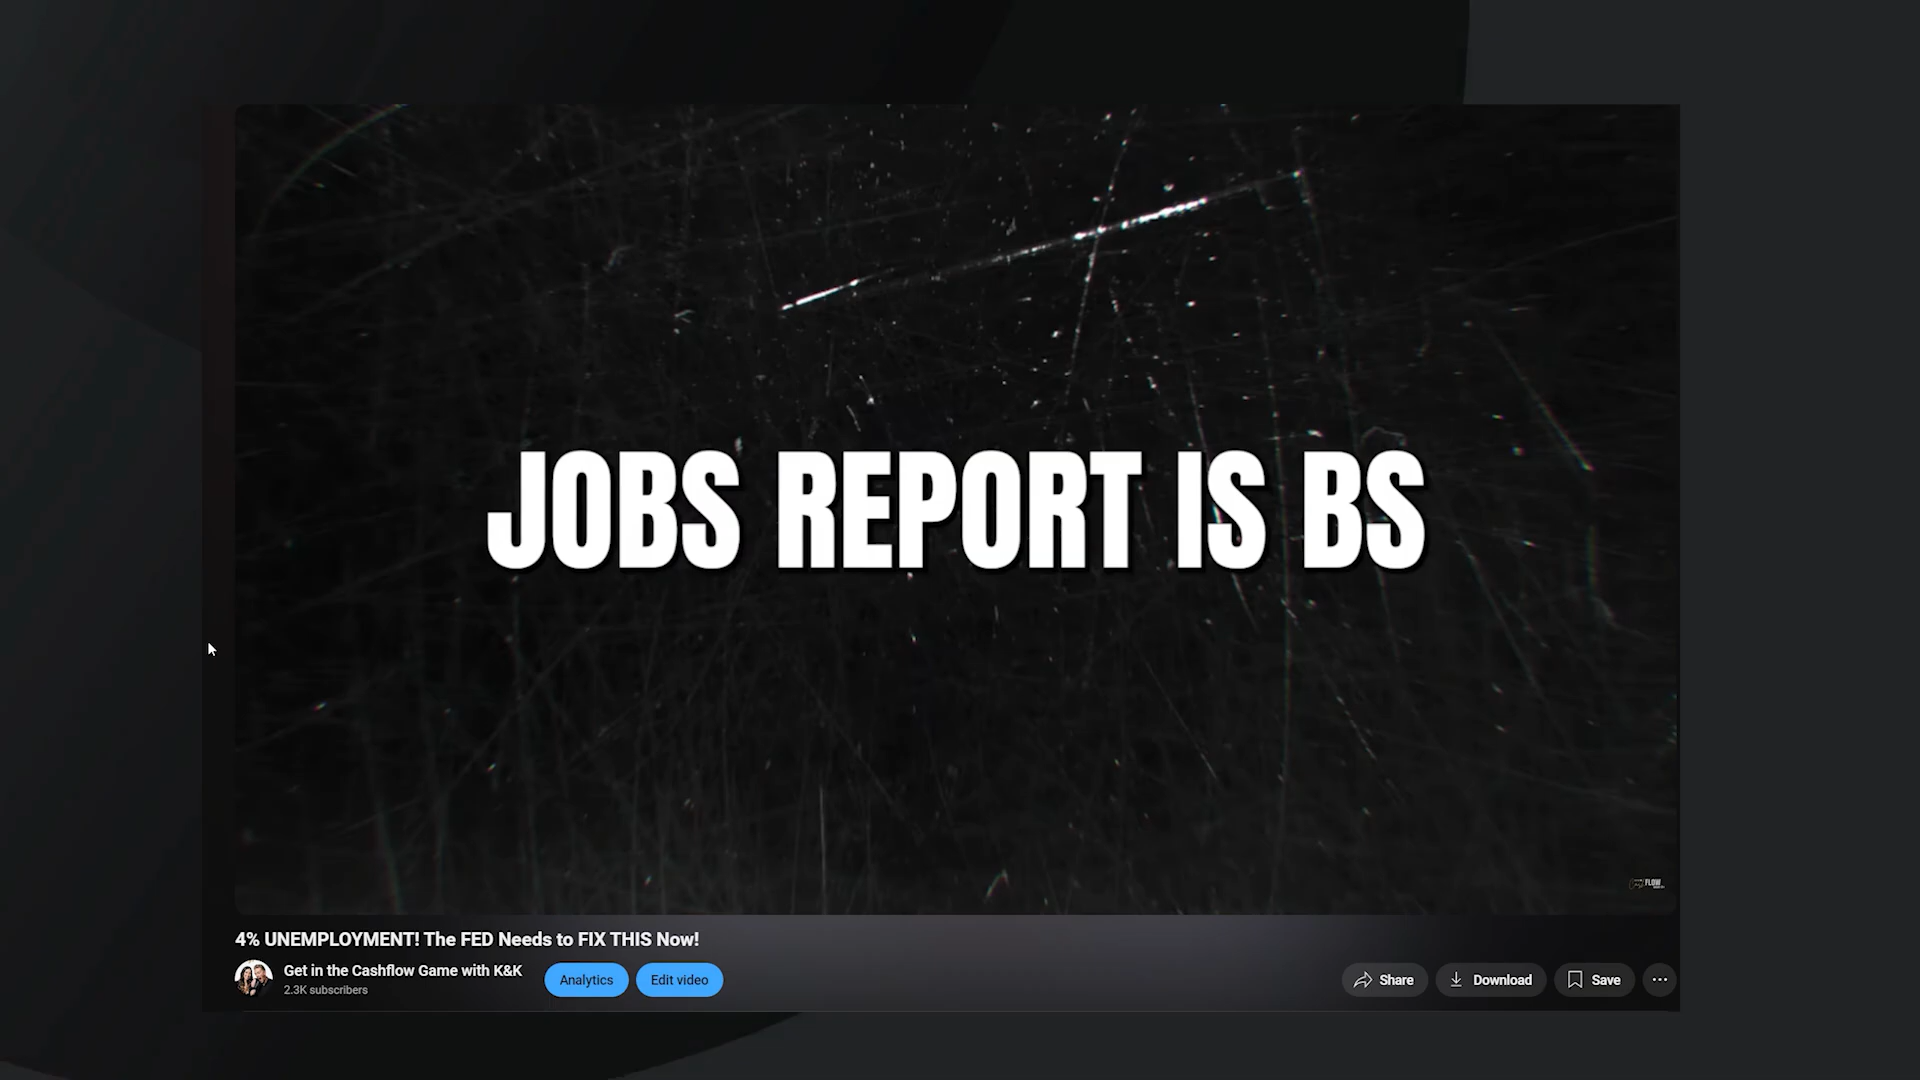 JOBS REPORT IS BS
FLOW
4% UNEMPLOYMENT! The FED Needs to FIX THIS Now!
Get in the Cashflow Game with K&K
2.3K subscribers
Analytics
Edit video
Share
Download
Save